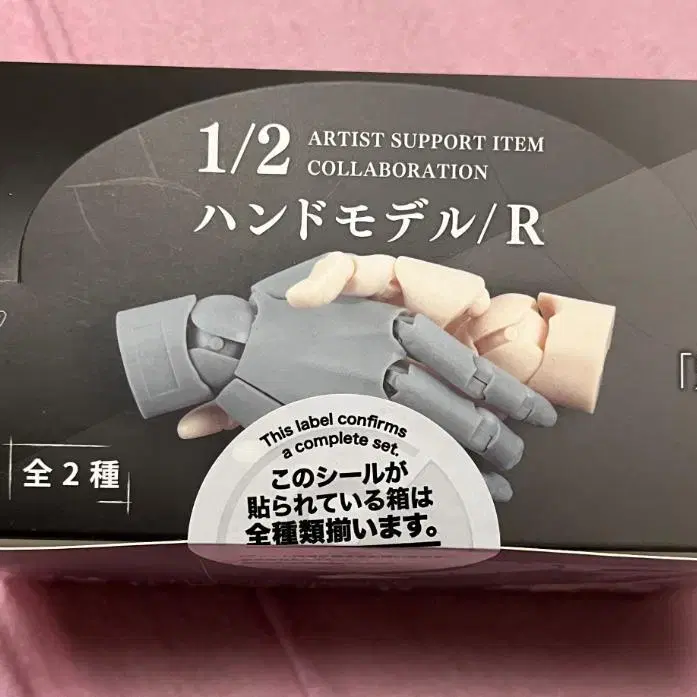 1/2 ARTIST SUPPORT ITEM
COLLABORATION
ハンドモデル/R
全2種
This label confirms
a complete set.
このシールが
貼られている箱は
全種類揃います。